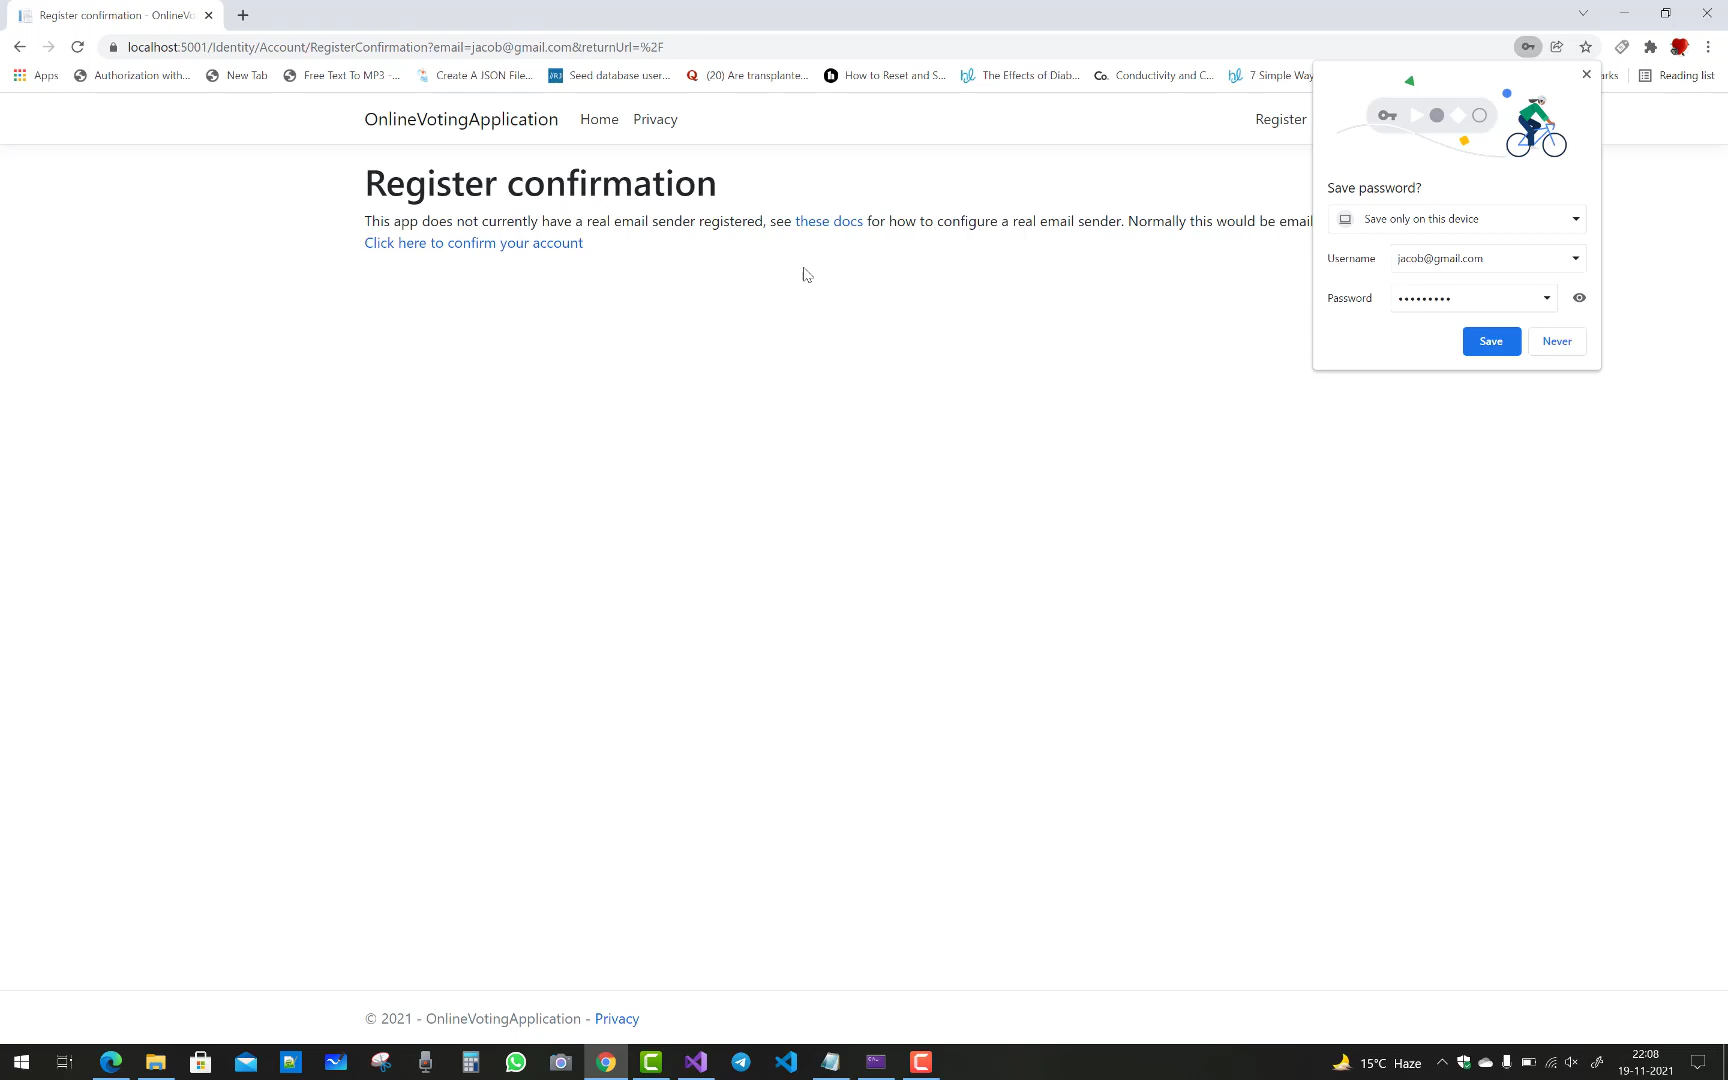 Register confirmation - OnlineVo
localhost:5001/Identity/Account/RegisterConfirmation?email=jacob@gmail.com&returnUrl=%2F
Apps
Authorization with...
New Tab
Free Text To MP3 -...
Create A JSON File...
Seed database user...
(20) Are transplante...
How to Reset and S...
The Effects of Diab...
Conductivity and C...
7 Simple Way
Reading list
OnlineVotingApplication
Home
Privacy
Register
Register confirmation
This app does not currently have a real email sender registered, see these docs for how to configure a real email sender. Normally this would be email
Click here to confirm your account
Save password?
Save only on this device
Username
jacob@gmail.com
Password
•••••••••
Save
Never
© 2021 - OnlineVotingApplication - Privacy
15°C Haze
22:08
19-11-2021